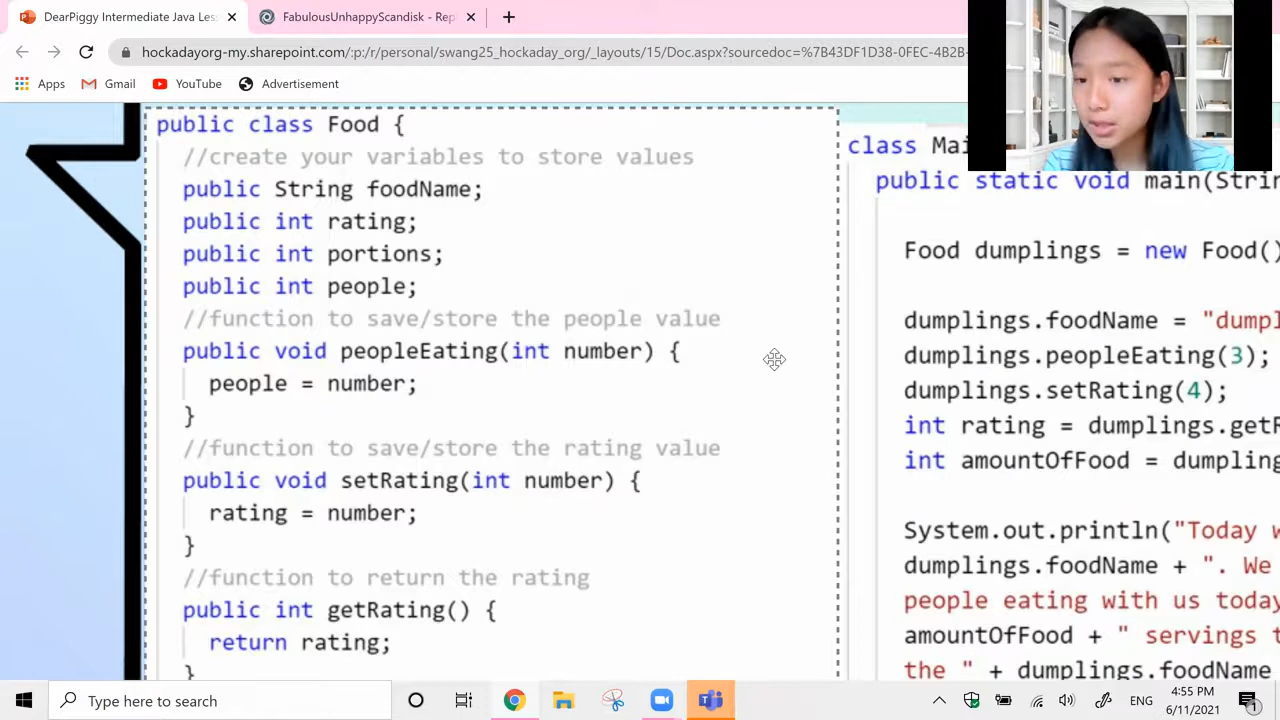 DearPiggy Intermediate Java Les
FabulousUnhappyScandisk - Rep
hockadayorg-my.sharepoint.com/:p:/r/personal/swang25_hockaday_org/_layouts/15/Doc.aspx?sourcedoc=%7B43DF1D38-0FEC-4B2B-
Apps
Gmail
YouTube
Advertisement
public class Food {
//create your variables to store values
public String foodName;
public int rating;
public int portions;
public int people;
//function to save/store the people value
public void peopleEating(int number) {
people = number;
}
//function to save/store the rating value
public void setRating(int number) {
rating = number;
}
//function to return the rating
public int getRating() {
return rating;
}
class Mai
public static void main(Strin
Food dumplings = new Food()
dumplings.foodName = "dumpl
dumplings.peopleEating(3);
dumplings.setRating(4);
int rating = dumplings.getR
int amountOfFood = dumpling
System.out.println("Today w
dumplings.foodName + ". We
people eating with us today
amountOfFood + " servings t
the " + dumplings.foodName
Type here to search
ENG
4:55 PM
6/11/2021
1